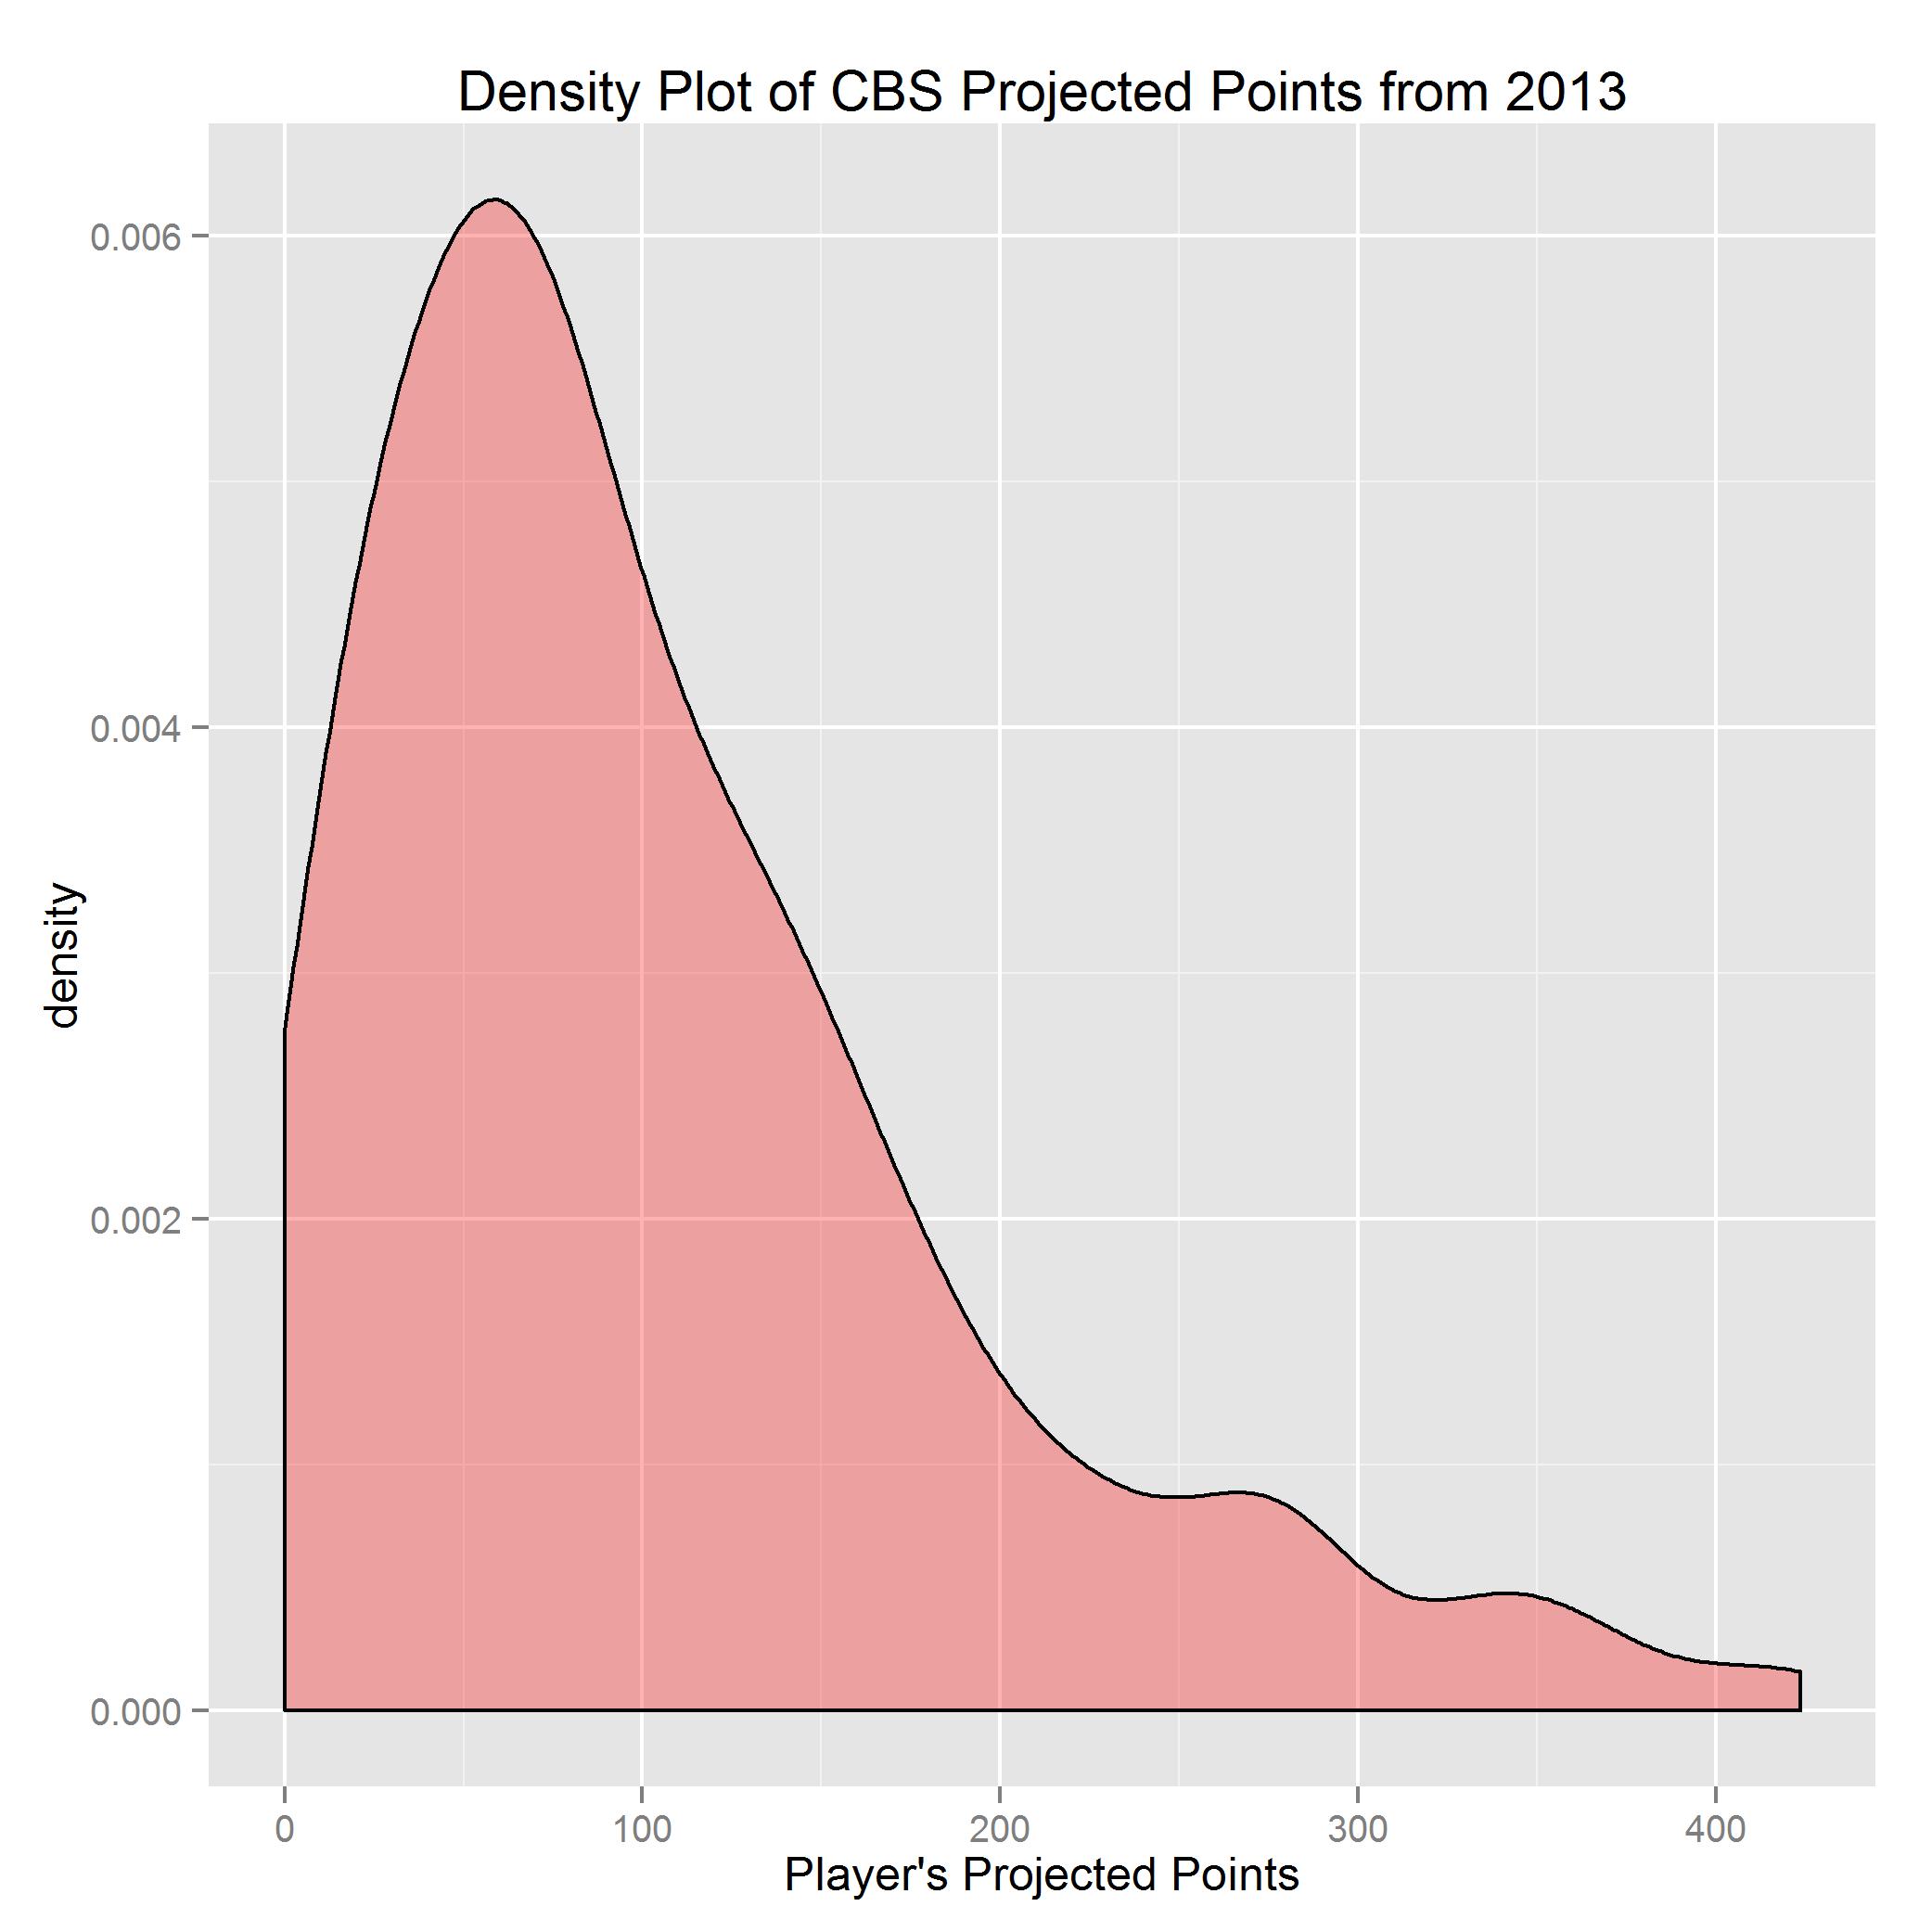 Density Plot of CBS Projected Points from 2013
0.006
0.004
0.002
0.000
density
0 100 200 300 400
Player's Projected Points